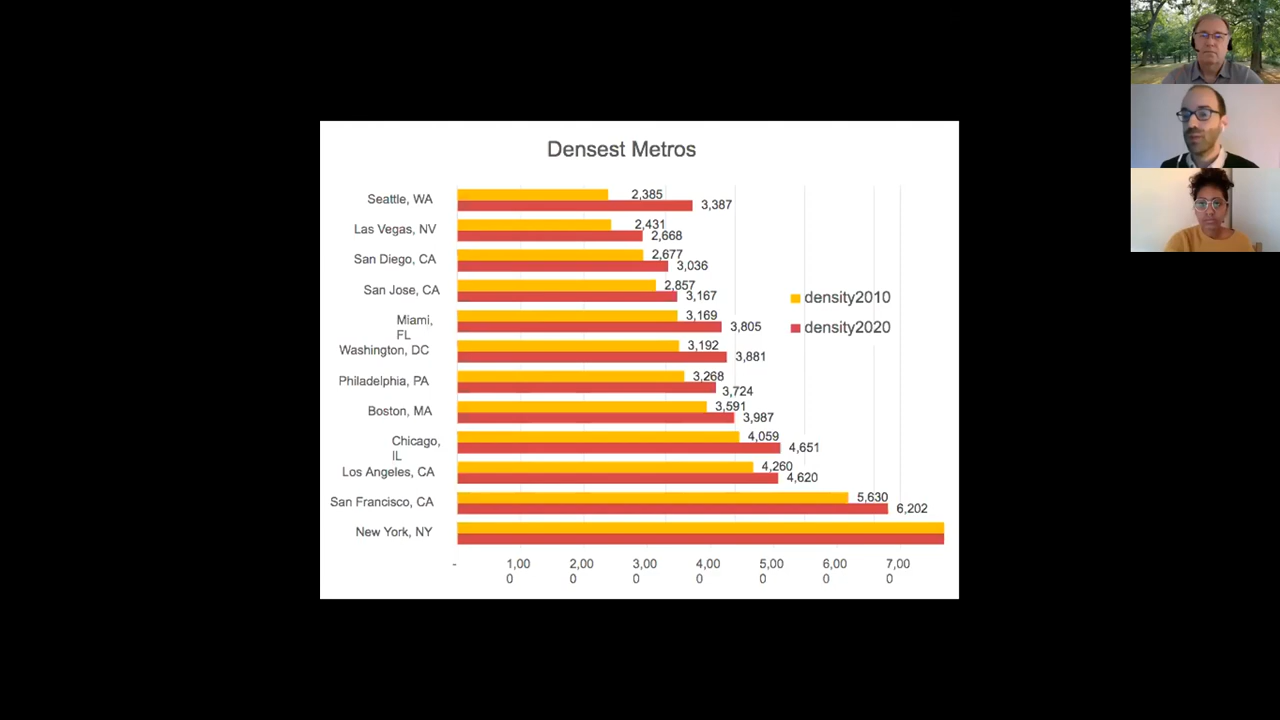 Densest Metros
Seattle, WA
2,385
3,387
Las Vegas, NV
2,431
2,668
San Diego, CA
2,677
3,036
San Jose, CA
2,857
3,167
density2010
Miami,
FL
3,169
3,805
density2020
Washington, DC
3,192
3,881
Philadelphia, PA
3,268
3,724
Boston, MA
3,591
3,987
Chicago,
IL
4,059
4,651
Los Angeles, CA
4,260
4,620
San Francisco, CA
5,630
6,202
New York, NY
- 1,00 2,00 3,00 4,00 5,00 6,00 7,00
0 0 0 0 0 0 0